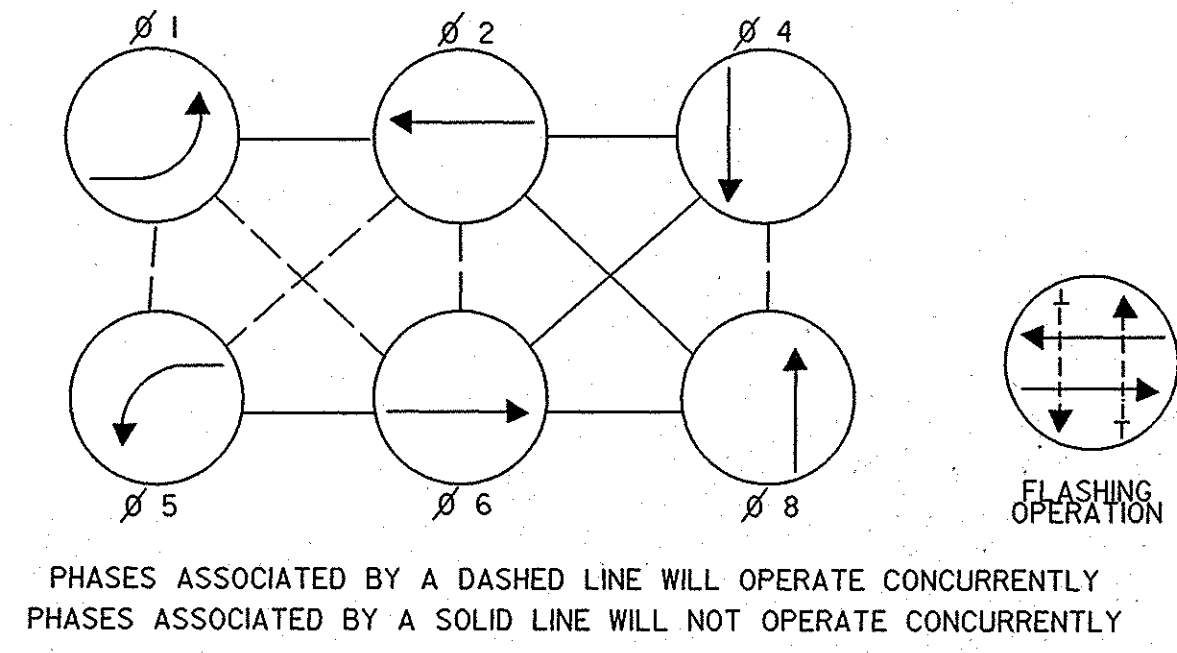 Ø 1
Ø 2
Ø 4
Ø 5
Ø 6
Ø 8
FLASHING
OPERATION
PHASES ASSOCIATED BY A DASHED LINE WILL OPERATE CONCURRENTLY
PHASES ASSOCIATED BY A SOLID LINE WILL NOT OPERATE CONCURRENTLY